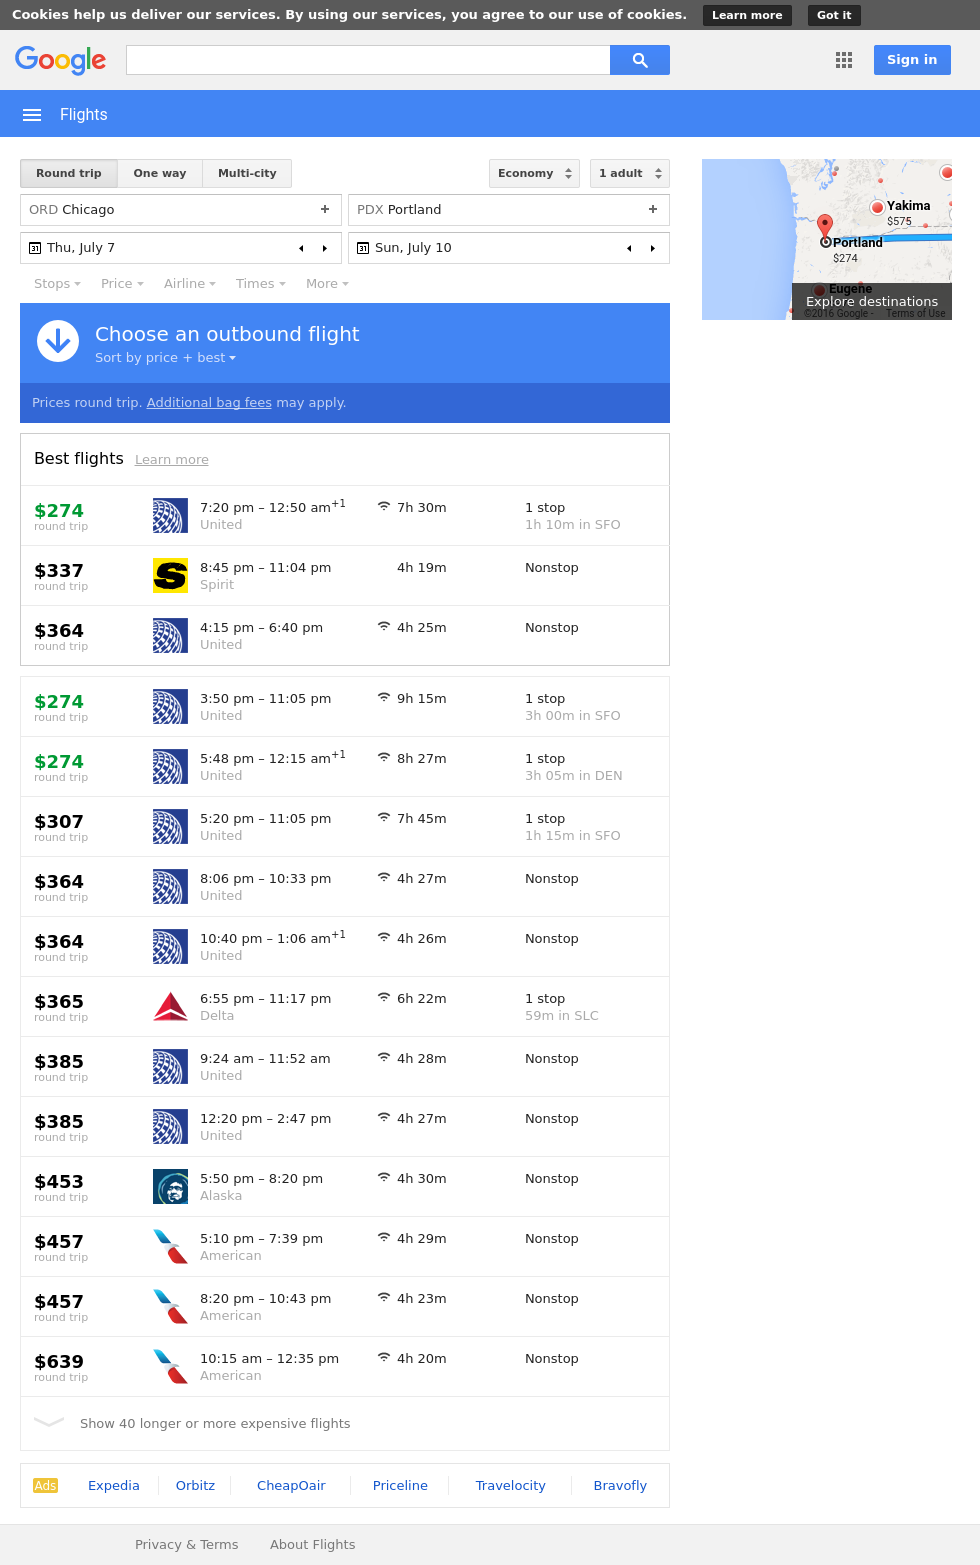 Cookies help us deliver our services. By using our services, you agree to our use of cookies. Learn more Got it
Google
Sign in
Flights
Round trip One way Multi-city Economy 1 adult
ORD Chicago + PDX Portland +
31 Thu, July 7 31 Sun, July 10
Stops Price Airline Times More
Yakima
$575
Portland
$274
Eugene
Explore destinations
©2016 Google - Terms of Use
Choose an outbound flight
Sort by price + best
Prices round trip. Additional bag fees may apply.
Best flights Learn more
$274 7:20 pm – 12:50 am+1 7h 30m 1 stop
round trip United 1h 10m in SFO
$337 8:45 pm – 11:04 pm 4h 19m Nonstop
round trip Spirit
$364 4:15 pm – 6:40 pm 4h 25m Nonstop
round trip United
$274 3:50 pm – 11:05 pm 9h 15m 1 stop
round trip United 3h 00m in SFO
$274 5:48 pm – 12:15 am+1 8h 27m 1 stop
round trip United 3h 05m in DEN
$307 5:20 pm – 11:05 pm 7h 45m 1 stop
round trip United 1h 15m in SFO
$364 8:06 pm – 10:33 pm 4h 27m Nonstop
round trip United
$364 10:40 pm – 1:06 am+1 4h 26m Nonstop
round trip United
$365 6:55 pm – 11:17 pm 6h 22m 1 stop
round trip Delta 59m in SLC
$385 9:24 am – 11:52 am 4h 28m Nonstop
round trip United
$385 12:20 pm – 2:47 pm 4h 27m Nonstop
round trip United
$453 5:50 pm – 8:20 pm 4h 30m Nonstop
round trip Alaska
$457 5:10 pm – 7:39 pm 4h 29m Nonstop
round trip American
$457 8:20 pm – 10:43 pm 4h 23m Nonstop
round trip American
$639 10:15 am – 12:35 pm 4h 20m Nonstop
round trip American
Show 40 longer or more expensive flights
Ads Expedia Orbitz CheapOair Priceline Travelocity Bravofly
Privacy & Terms About Flights